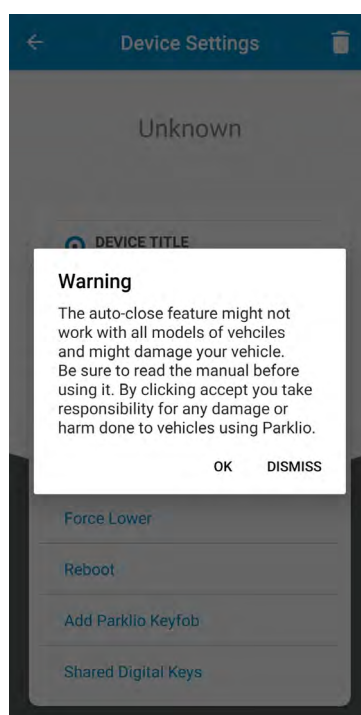 Device Settings
Unknown
DEVICE TITLE
Warning
The auto-close feature might not
work with all models of vehciles
and might damage your vehicle.
Be sure to read the manual before
using it. By clicking accept you take
responsibility for any damage or
harm done to vehicles using Parklio.
OK DISMISS
Force Lower
Reboot
Add Parklio Keyfob
Shared Digital Keys